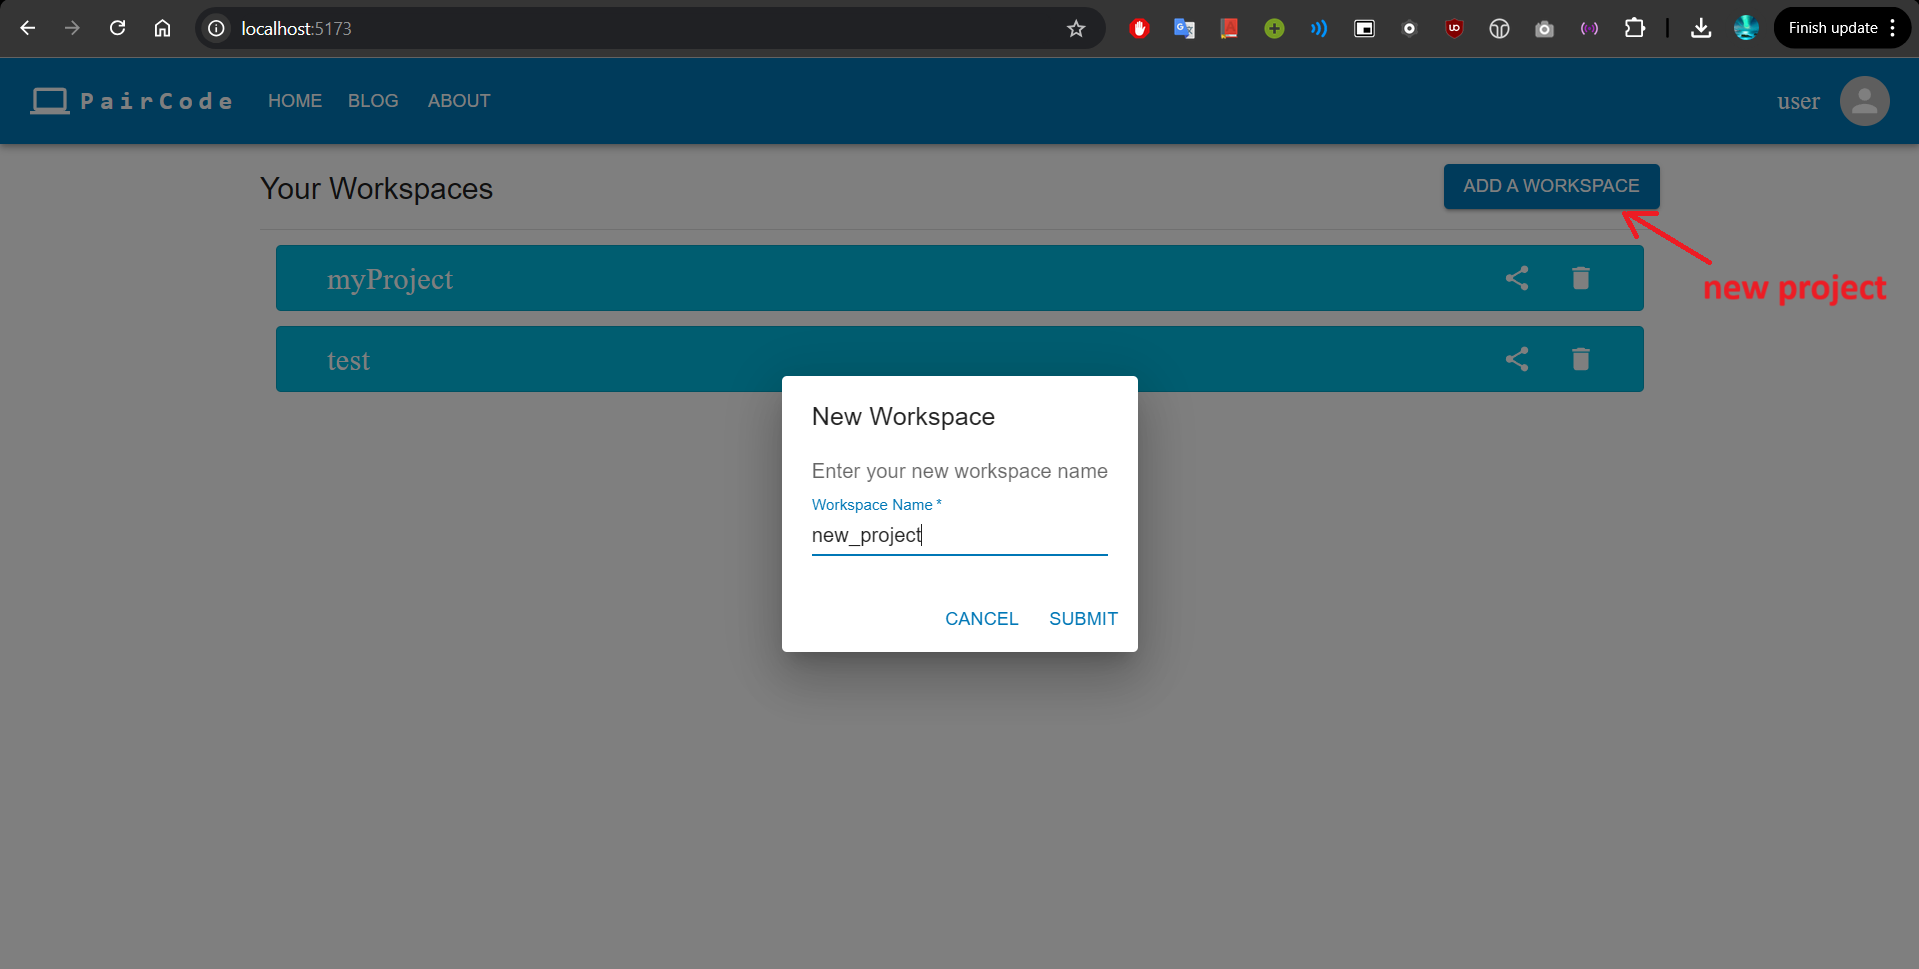 localhost:5173
Finish update
PairCode HOME BLOG ABOUT user
Your Workspaces
ADD A WORKSPACE
new project
myProject
test
New Workspace
Enter your new workspace name
Workspace Name *
new_project
CANCEL SUBMIT